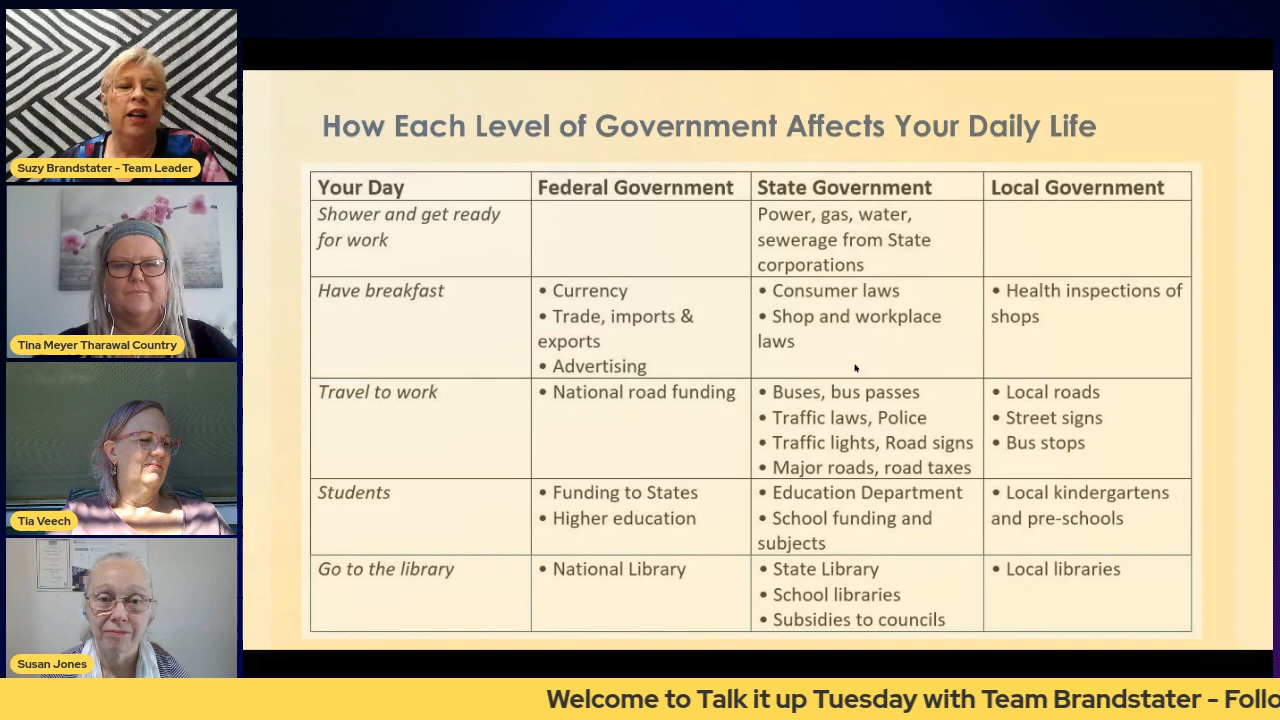 Suzy Brandstater - Team Leader
Tina Meyer Tharawal Country
Tia Veech
Susan Jones
How Each Level of Government Affects Your Daily Life
Your Day
Federal Government
State Government
Local Government
Shower and get ready
for work
Power, gas, water,
sewerage from State
corporations
Have breakfast
• Currency
• Trade, imports &
exports
• Advertising
• Consumer laws
• Shop and workplace
laws
• Health inspections of
shops
Travel to work
• National road funding
• Buses, bus passes
• Traffic laws, Police
• Traffic lights, Road signs
• Major roads, road taxes
• Local roads
• Street signs
• Bus stops
Students
• Funding to States
• Higher education
• Education Department
• School funding and
subjects
• Local kindergartens
and pre-schools
Go to the library
• National Library
• State Library
• School libraries
• Subsidies to councils
• Local libraries
Welcome to Talk it up Tuesday with Team Brandstater - Follo